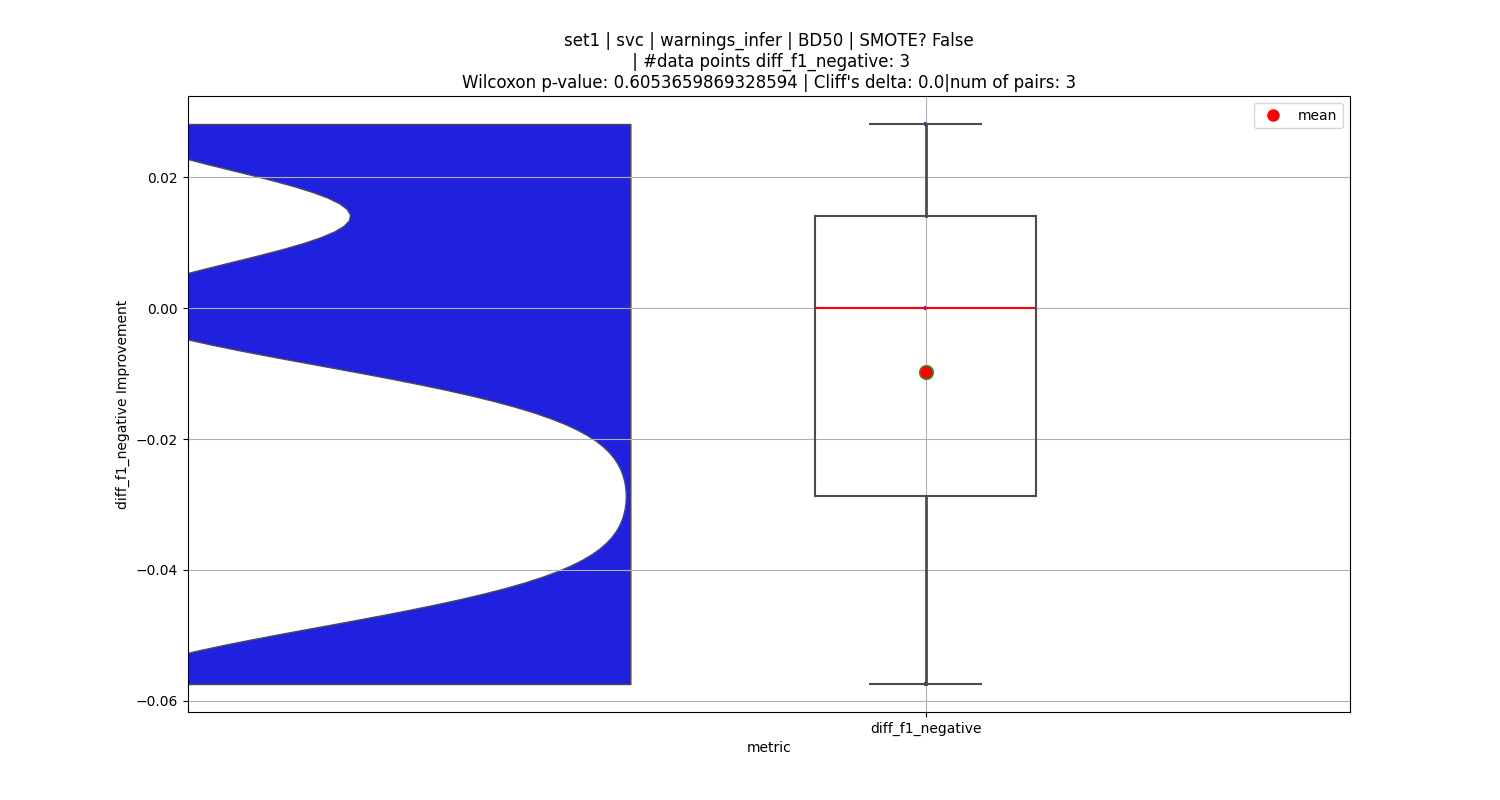 set1 | svc | warnings_infer | BD50 | SMOTE? False
| #data points diff_f1_negative: 3
Wilcoxon p-value: 0.6053659869328594 | Cliff's delta: 0.0|num of pairs: 3
mean
0.02
0.00
−0.02
−0.04
−0.06
diff_f1_negative Improvement
diff_f1_negative
metric